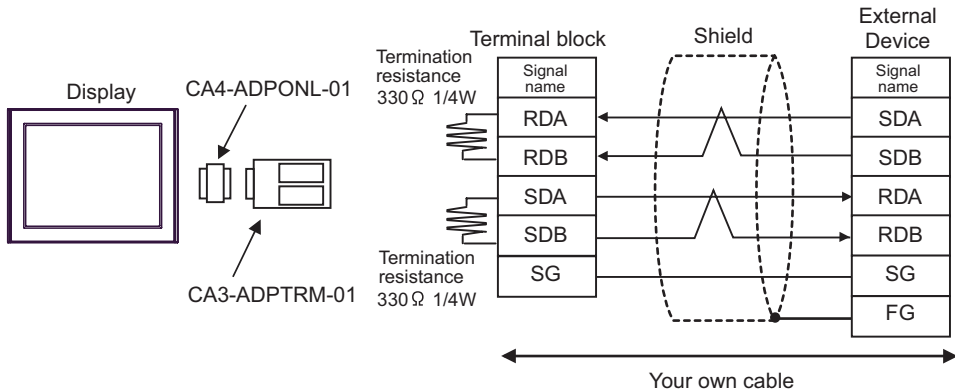 Display
CA4-ADPONL-01
CA3-ADPTRM-01
Termination
resistance
330Ω 1/4W
Termination
resistance
330Ω 1/4W
Terminal block
Signal
name
RDA
RDB
SDA
SDB
SG
Shield
External
Device
Signal
name
SDA
SDB
RDA
RDB
SG
FG
Your own cable